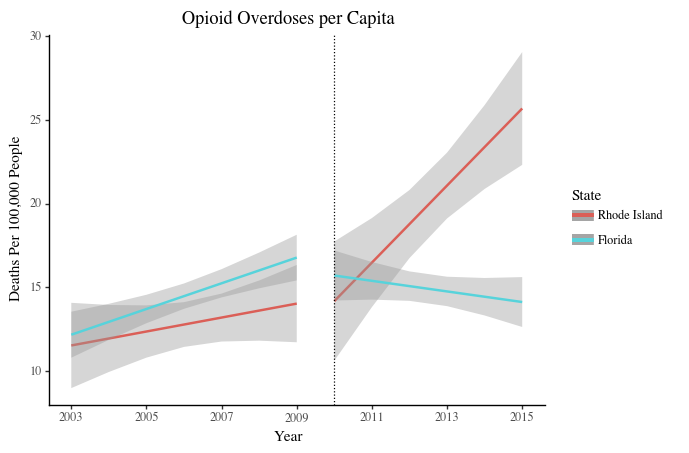 Opioid Overdoses per Capita
Deaths Per 100,000 People
30
25
20
15
10
2003 2005 2007 2009 2011 2013 2015
Year
State
Rhode Island
Florida